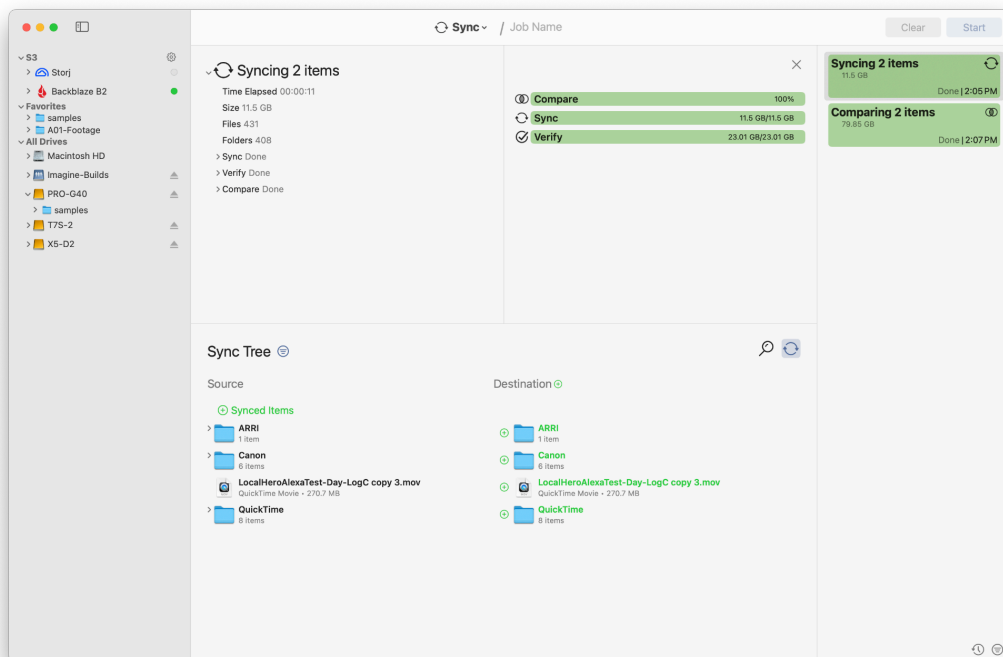 Sync
/ Job Name
Clear
Start
S3
Storj
Backblaze B2
Favorites
samples
A01-Footage
All Drives
Macintosh HD
Imagine-Builds
PRO-G40
samples
T7S-2
X5-D2
Syncing 2 items
Time Elapsed 00:00:11
Size 11.5 GB
Files 431
Folders 408
Sync Done
Verify Done
Compare Done
Compare 100%
Sync 11.5 GB/11.5 GB
Verify 23.01 GB/23.01 GB
Syncing 2 items
11.5 GB
Done | 2:05 PM
Comparing 2 items
79.85 GB
Done | 2:07 PM
Sync Tree
Source
Destination
Synced Items
ARRI
1 item
ARRI
1 item
Canon
6 items
Canon
6 items
LocalHeroAlexaTest-Day-LogC copy 3.mov
QuickTime Movie • 270.7 MB
LocalHeroAlexaTest-Day-LogC copy 3.mov
QuickTime Movie • 270.7 MB
QuickTime
8 items
QuickTime
8 items